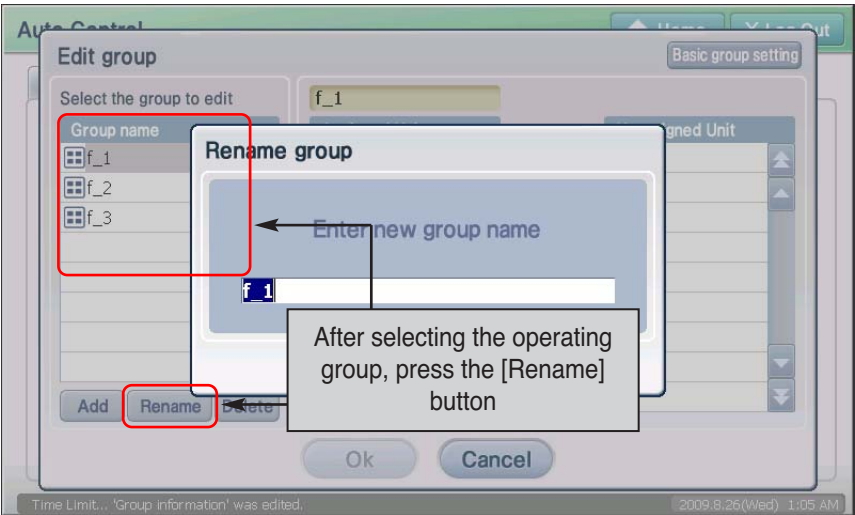 Auto Control
Home
X Log Out
Edit group
Basic group setting
Select the group to edit
f_1
Group name
gned Unit
f_1
f_2
f_3
Rename group
Enter new group name
f_1
After selecting the operating
group, press the [Rename]
button
Add
Rename
Delete
Ok
Cancel
Time Limit... 'Group information' was edited.
2009.8.26(Wed) 1:05 AM